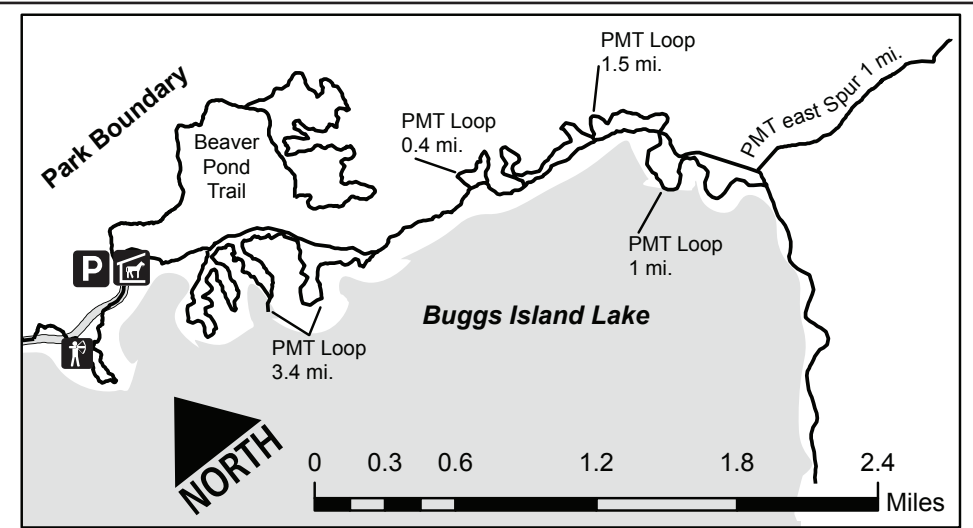 PMT Loop
1.5 mi.
PMT east Spur 1 mi.
Park Boundary
PMT Loop
0.4 mi.
Beaver
Pond
Trail
P
PMT Loop
1 mi.
Buggs Island Lake
PMT Loop
3.4 mi.
NORTH
0 0.3 0.6 1.2 1.8 2.4
Miles